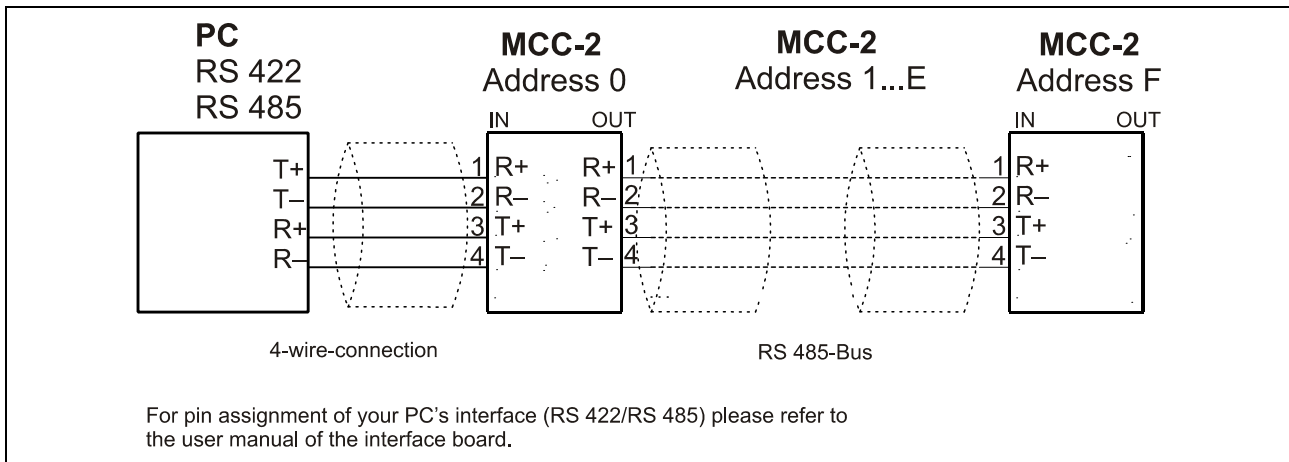 PC
RS 422
RS 485
MCC-2
Address 0
MCC-2
Address 1...E
MCC-2
Address F
IN OUT
IN OUT
T+ 1 R+ R+ 1 1 R+
T– 2 R– R– 2 2 R–
R+ 3 T+ T+ 3 3 T+
R– 4 T– T– 4 4 T–
4-wire-connection
RS 485-Bus
For pin assignment of your PC's interface (RS 422/RS 485) please refer to
the user manual of the interface board.